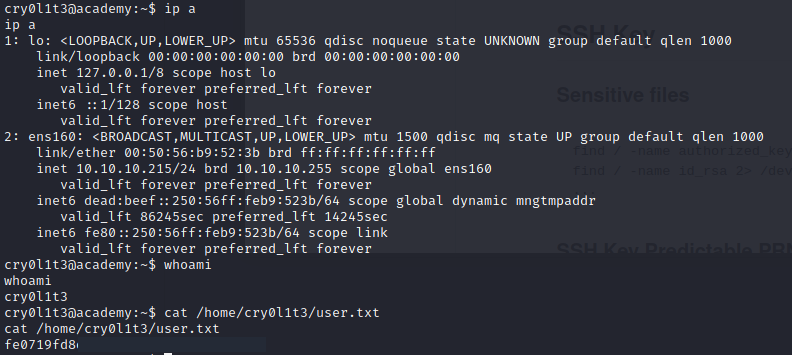 cry0l1t3@academy:~$ ip a
ip a
1: lo: <LOOPBACK,UP,LOWER_UP> mtu 65536 qdisc noqueue state UNKNOWN group default qlen 1000
    link/loopback 00:00:00:00:00:00 brd 00:00:00:00:00:00
    inet 127.0.0.1/8 scope host lo
       valid_lft forever preferred_lft forever
    inet6 ::1/128 scope host
       valid_lft forever preferred_lft forever
2: ens160: <BROADCAST,MULTICAST,UP,LOWER_UP> mtu 1500 qdisc mq state UP group default qlen 1000
    link/ether 00:50:56:b9:52:3b brd ff:ff:ff:ff:ff:ff
    inet 10.10.10.215/24 brd 10.10.10.255 scope global ens160
       valid_lft forever preferred_lft forever
    inet6 dead:beef::250:56ff:feb9:523b/64 scope global dynamic mngtmpaddr
       valid_lft 86245sec preferred_lft 14245sec
    inet6 fe80::250:56ff:feb9:523b/64 scope link
       valid_lft forever preferred_lft forever
cry0l1t3@academy:~$ whoami
whoami
cry0l1t3
cry0l1t3@academy:~$ cat /home/cry0l1t3/user.txt
cat /home/cry0l1t3/user.txt
fe0719fd8
SSH Key
Sensitive files
find / -name authorized_key
find / -name id_rsa 2> /dev
SSH Key Predictable PRN